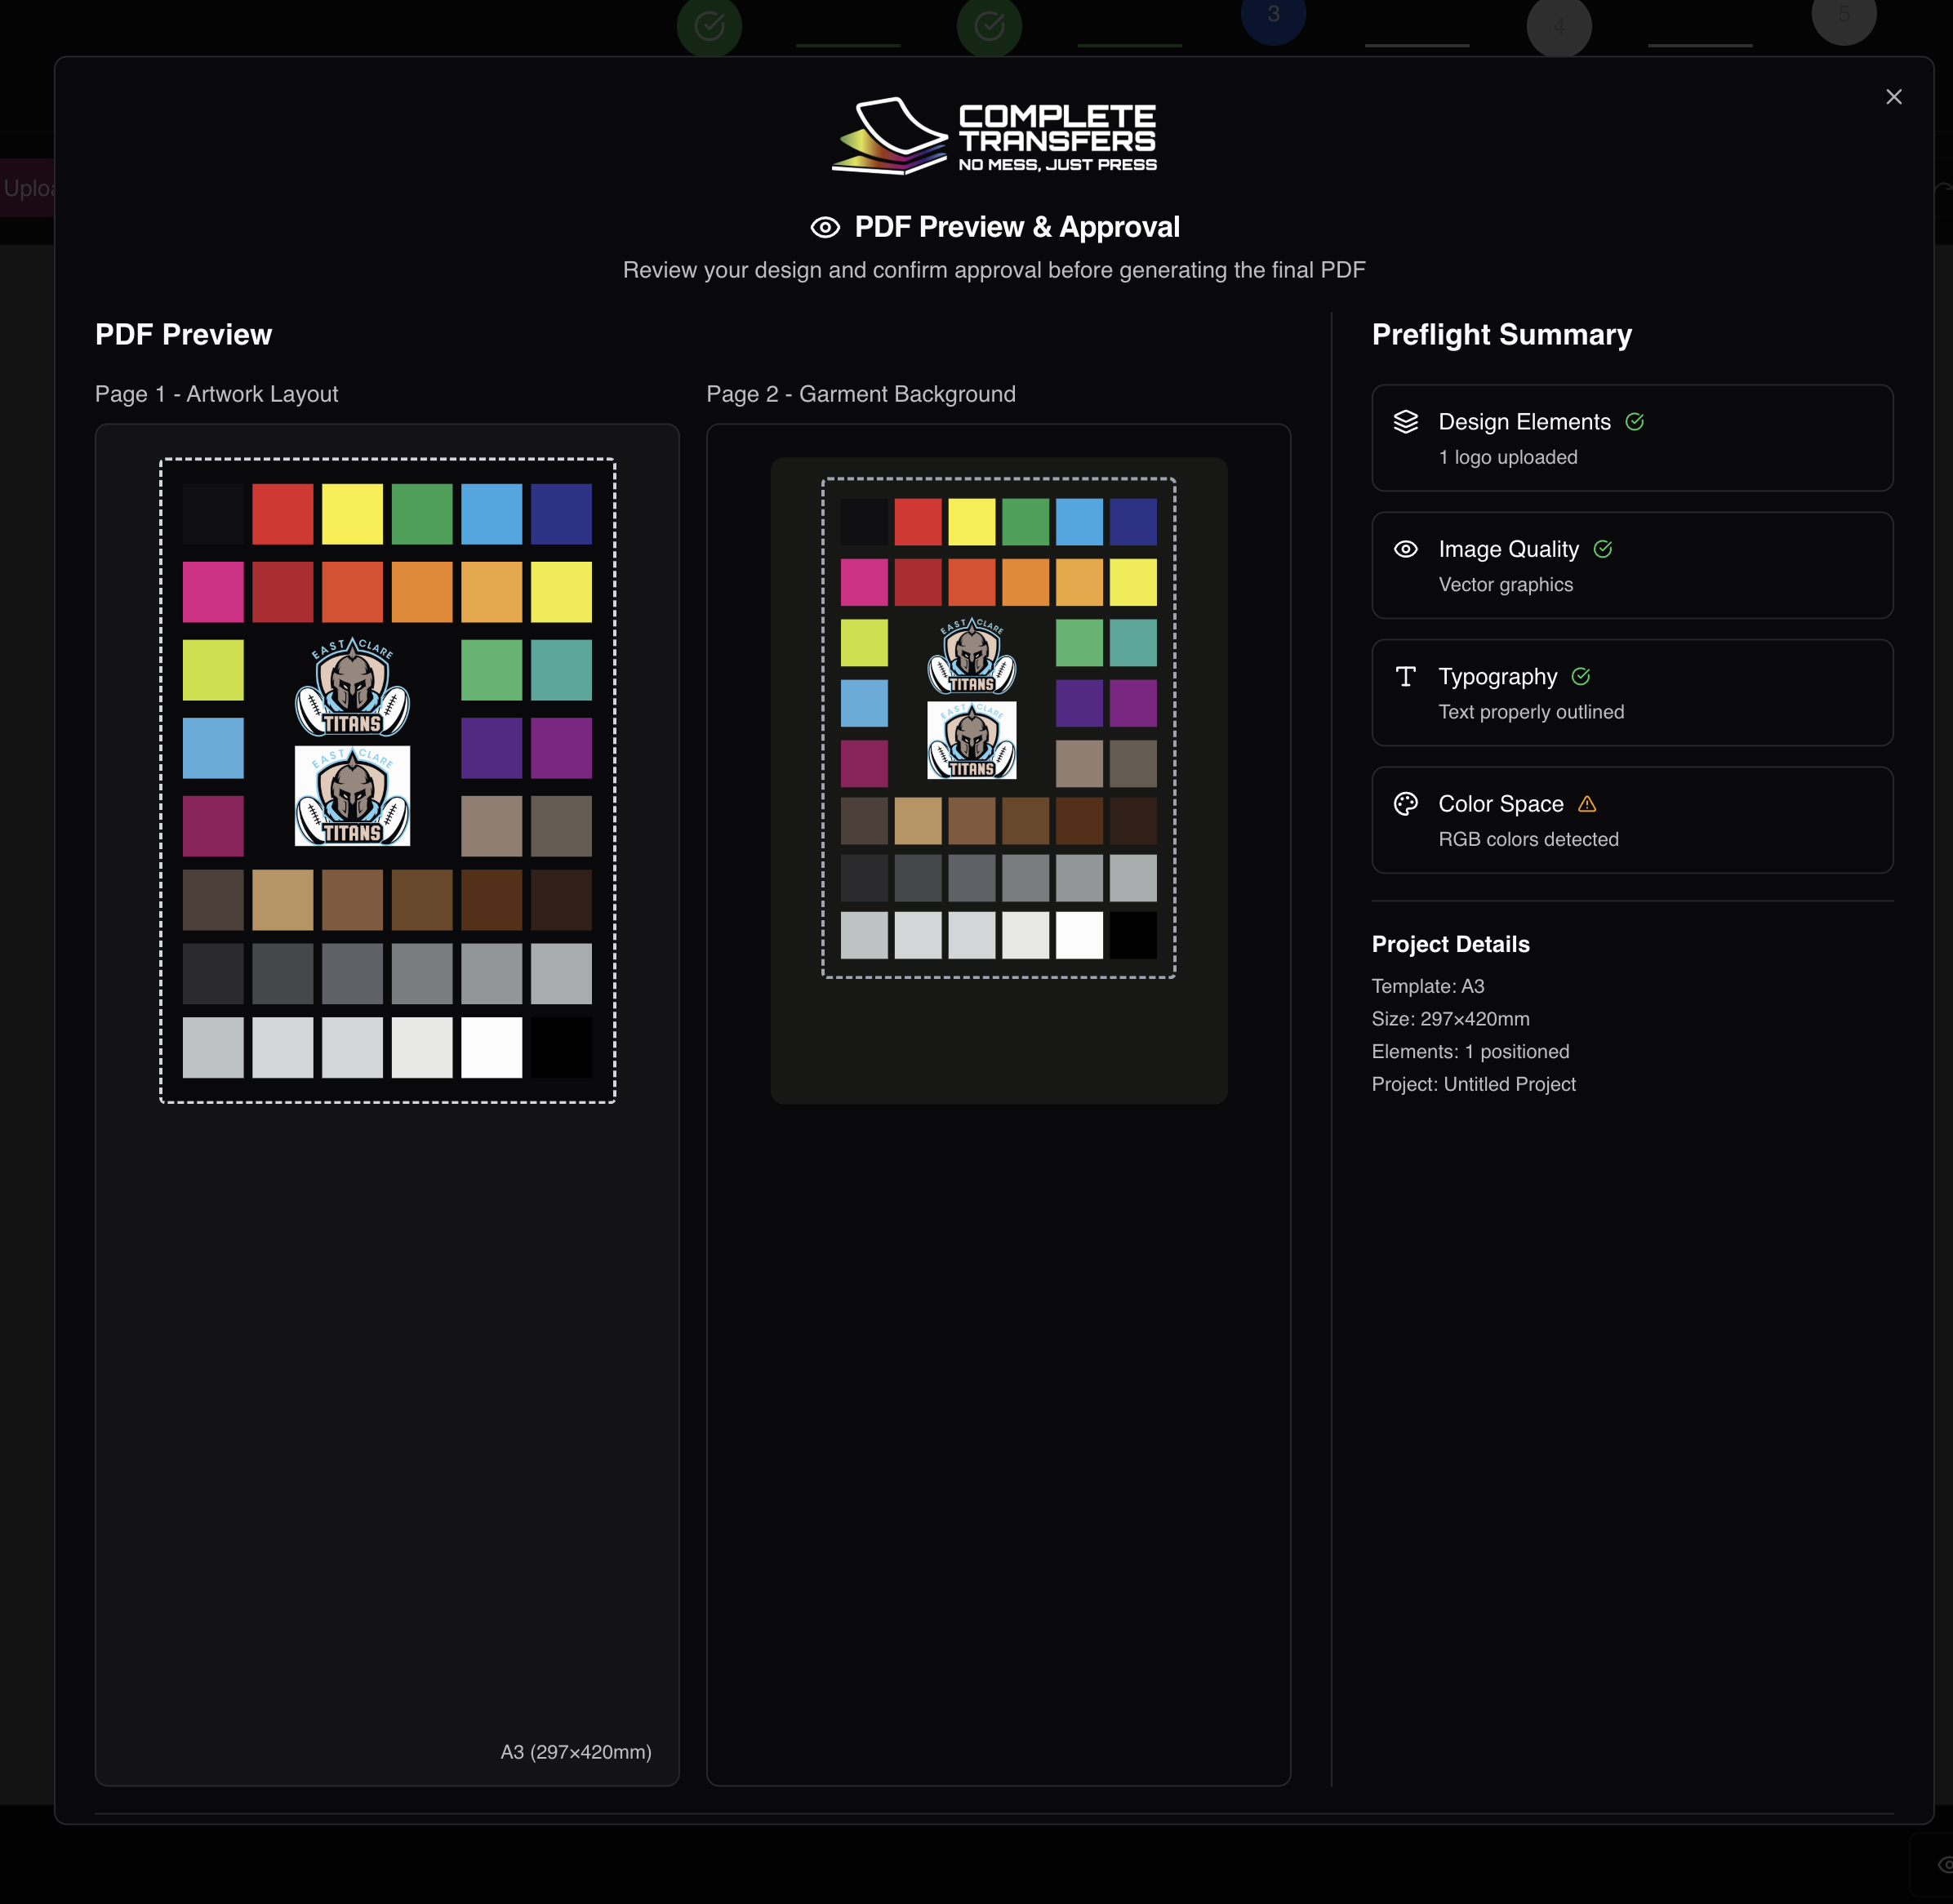 3
4
5
Uploa
COMPLETE
TRANSFERS
NO MESS, JUST PRESS
PDF Preview & Approval
Review your design and confirm approval before generating the final PDF
PDF Preview
Page 1 - Artwork Layout
EAST CLARE
TITANS
EAST CLARE
TITANS
A3 (297×420mm)
Page 2 - Garment Background
EAST CLARE
TITANS
EAST CLARE
TITANS
Preflight Summary
Design Elements
1 logo uploaded
Image Quality
Vector graphics
Typography
Text properly outlined
Color Space
RGB colors detected
Project Details
Template: A3
Size: 297×420mm
Elements: 1 positioned
Project: Untitled Project